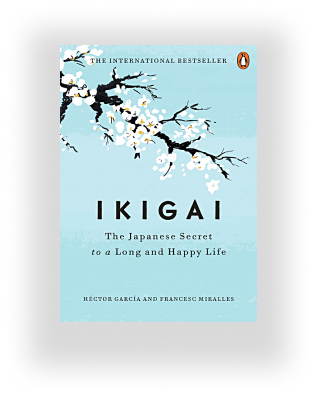 THE INTERNATIONAL BESTSELLER
IKIGAI
The Japanese Secret
to a Long and Happy Life
HÉCTOR GARCÍA AND FRANCESC MIRALLES